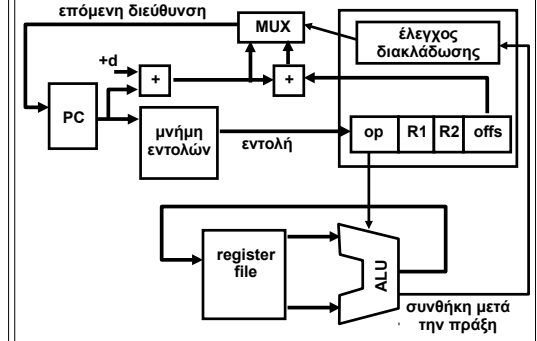 επόμενη διεύθυνση
MUX
έλεγχος
διακλάδωσης
+d
+
+
PC
μνήμη
εντολών
εντολή
op R1 R2 offs
register
file
ALU
συνθήκη μετά
την πράξη